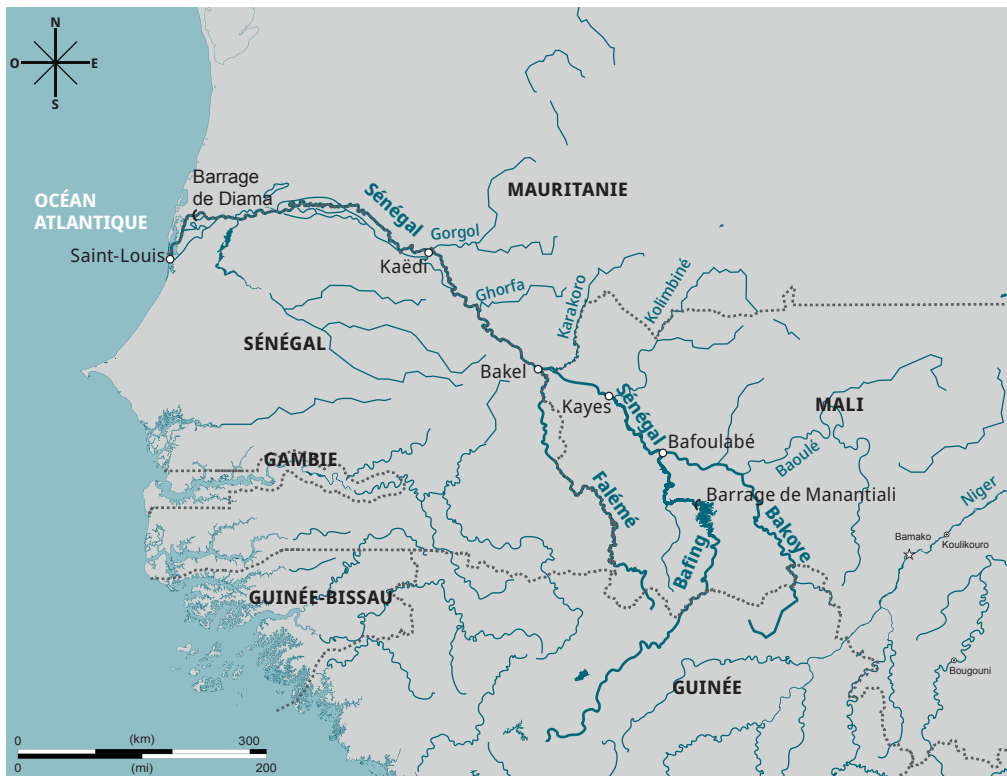 N
O
E
S
OCÉAN
ATLANTIQUE
Barrage
de Diama
Saint-Louis
Sénégal
MAURITANIE
Gorgol
Kaëdi
Ghorfa
Karakoro
Kolimbiné
SÉNÉGAL
Bakel
Kayes
Sénégal
MALI
Bafoulabé
Baoulé
GAMBIE
Falémé
Barrage de Manantiali
Niger
Bakoye
Bafing
Bamako
Koulikouro
GUINÉE-BISSAU
Bougouni
GUINÉE
0 (km) 300
0 (mi) 200